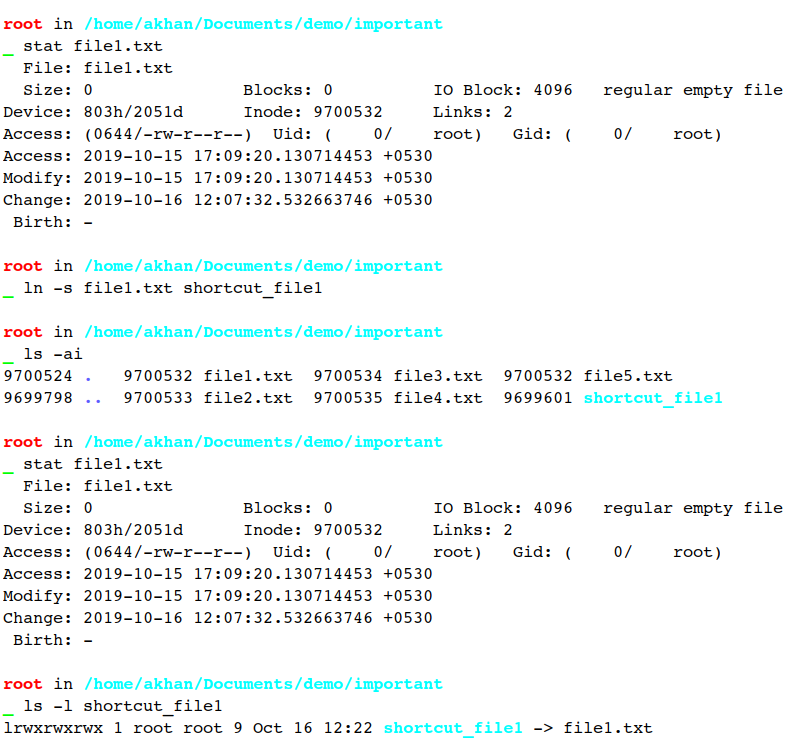 root in /home/akhan/Documents/demo/important
_ stat file1.txt
  File: file1.txt
  Size: 0               Blocks: 0          IO Block: 4096   regular empty file
Device: 803h/2051d      Inode: 9700532     Links: 2
Access: (0644/-rw-r--r--)  Uid: (    0/    root)   Gid: (    0/    root)
Access: 2019-10-15 17:09:20.130714453 +0530
Modify: 2019-10-15 17:09:20.130714453 +0530
Change: 2019-10-16 12:07:32.532663746 +0530
 Birth: -
root in /home/akhan/Documents/demo/important
_ ln -s file1.txt shortcut_file1
root in /home/akhan/Documents/demo/important
_ ls -ai
9700524 .   9700532 file1.txt  9700534 file3.txt  9700532 file5.txt
9699798 ..  9700533 file2.txt  9700535 file4.txt  9699601 shortcut_file1
root in /home/akhan/Documents/demo/important
_ stat file1.txt
  File: file1.txt
  Size: 0               Blocks: 0          IO Block: 4096   regular empty file
Device: 803h/2051d      Inode: 9700532     Links: 2
Access: (0644/-rw-r--r--)  Uid: (    0/    root)   Gid: (    0/    root)
Access: 2019-10-15 17:09:20.130714453 +0530
Modify: 2019-10-15 17:09:20.130714453 +0530
Change: 2019-10-16 12:07:32.532663746 +0530
 Birth: -
root in /home/akhan/Documents/demo/important
_ ls -l shortcut_file1
lrwxrwxrwx 1 root root 9 Oct 16 12:22 shortcut_file1 -> file1.txt